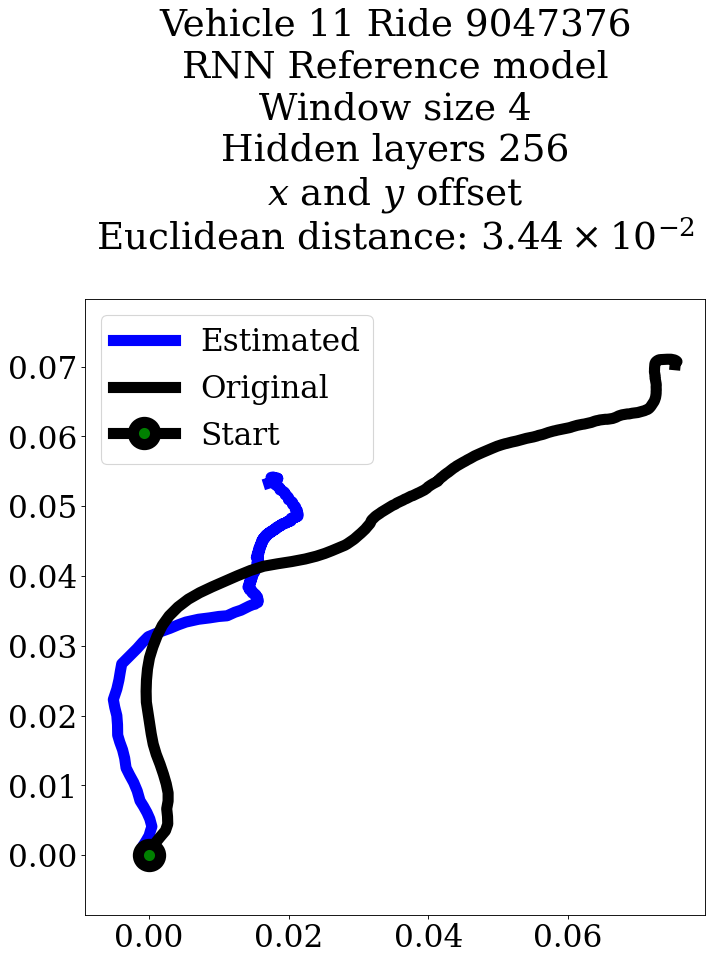 Vehicle 11 Ride 9047376
RNN Reference model
Window size 4
Hidden layers 256
x and y offset
Euclidean distance: 3.44 × 10⁻²
Estimated
Original
Start
0.07
0.06
0.05
0.04
0.03
0.02
0.01
0.00
0.00 0.02 0.04 0.06